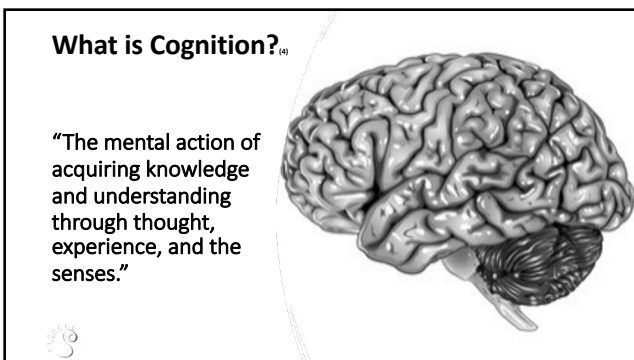 What is Cognition?(4)
“The mental action of
acquiring knowledge
and understanding
through thought,
experience, and the
senses.”